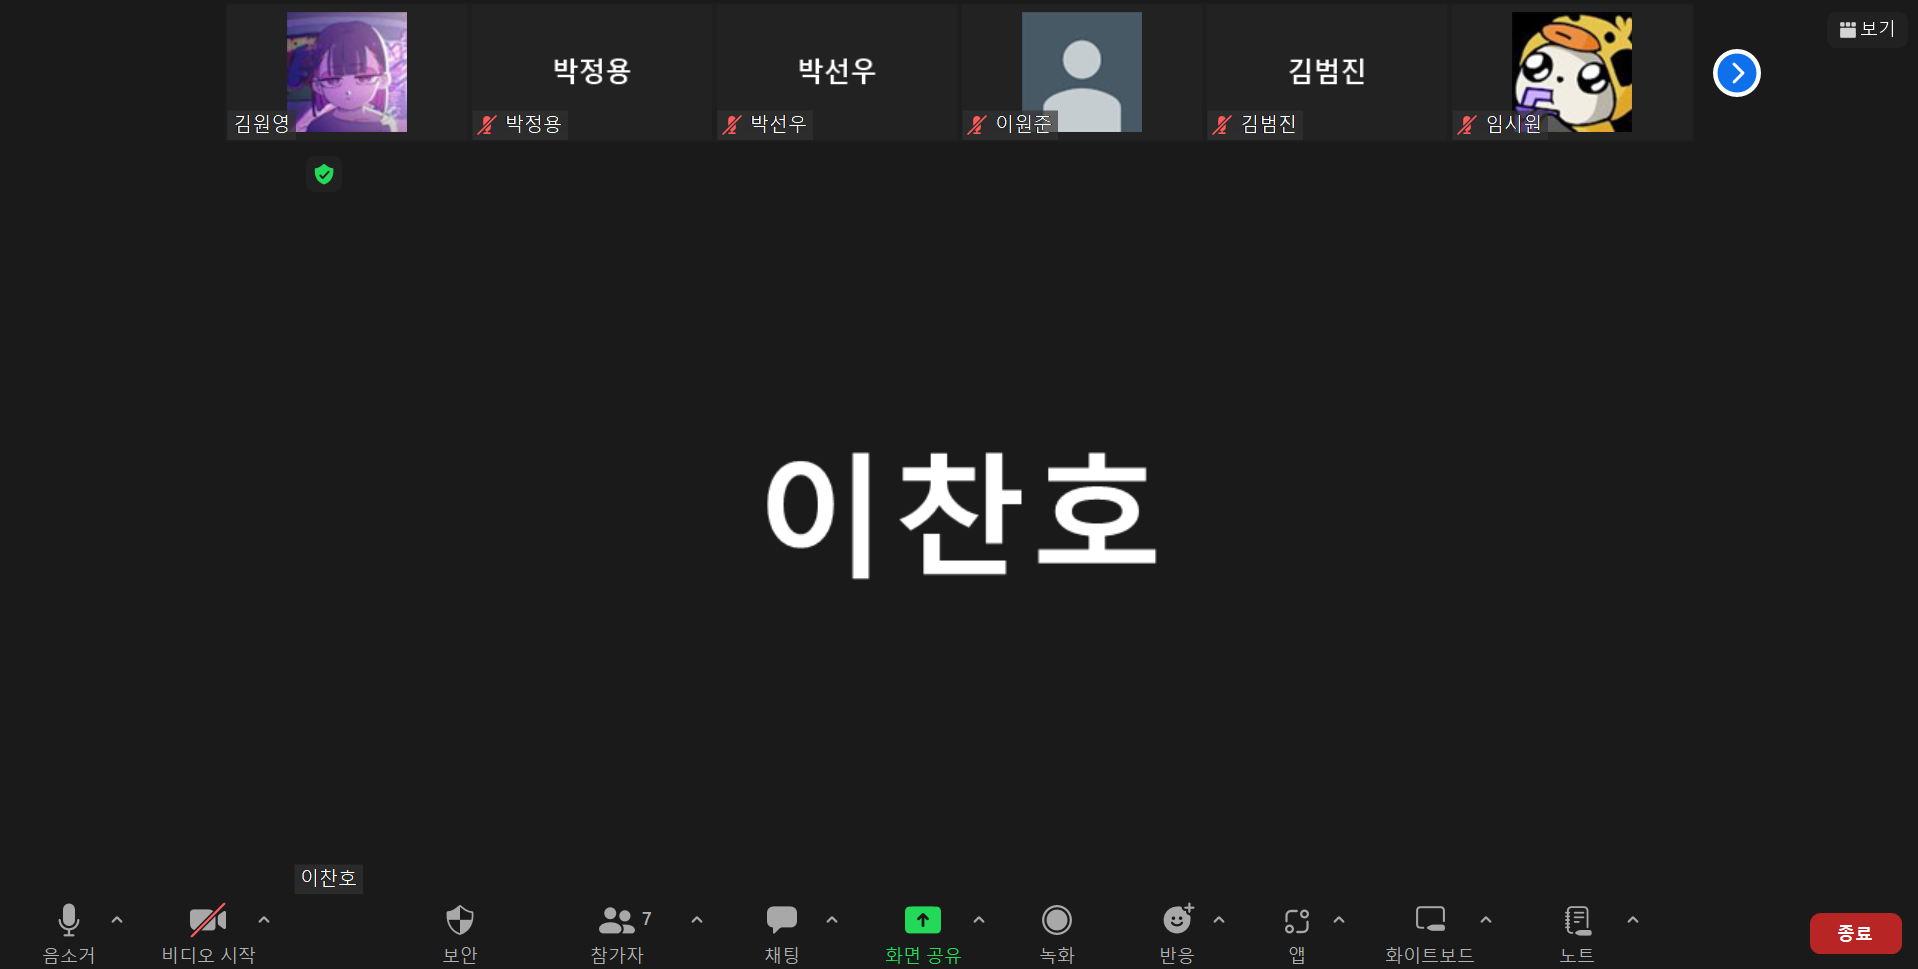 보기
박정용
박선우
김범진
김원영
박정용
박선우
이원준
김범진
임시원
이찬호
이찬호
음소거
비디오 시작
보안
7
참가자
채팅
화면 공유
녹화
반응
앱
화이트보드
노트
종료